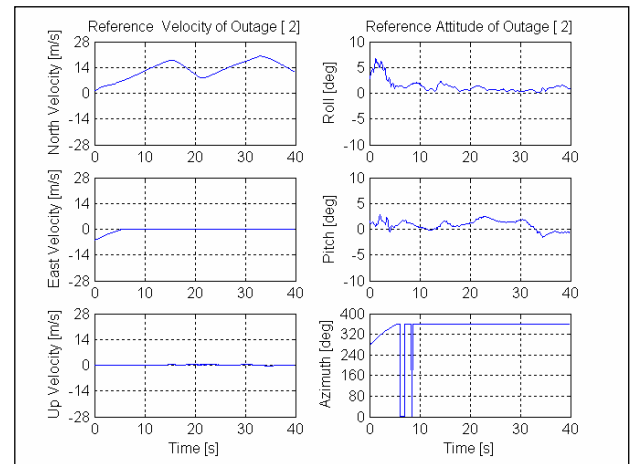 Reference Velocity of Outage [ 2]
North Velocity [m/s]
28
14
0
-14
-28
0 10 20 30 40
East Velocity [m/s]
28
14
0
-14
-28
0 10 20 30 40
Up Velocity [m/s]
28
14
0
-14
-28
0 10 20 30 40
Time [s]
Reference Attitude of Outage [ 2]
Roll [deg]
10
5
0
-5
-10
0 10 20 30 40
Pitch [deg]
10
5
0
-5
-10
0 10 20 30 40
Azimuth [deg]
400
320
240
160
80
0
0 10 20 30 40
Time [s]